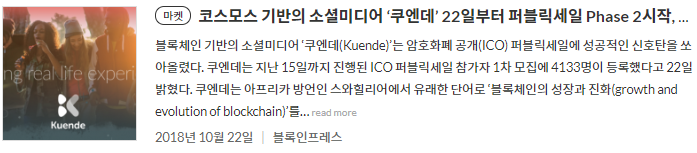 마켓 코스모스 기반의 소셜미디어 '쿠엔데' 22일부터 퍼블릭세일 Phase 2시작, ...
블록체인 기반의 소셜미디어 '쿠엔데(Kuende)'는 암호화폐 공개(ICO) 퍼블릭세일에 성공적인 신호탄을 쏘
아올렸다. 쿠엔데는 지난 15일까지 진행된 ICO 퍼블릭세일 참가자 1차 모집에 4133명이 등록했다고 22일
밝혔다. 쿠엔데는 아프리카 방언인 스와힐리어에서 유래한 단어로 '블록체인의 성장과 진화(growth and
evolution of blockchain)'를... read more
2018년 10월 22일 | 블록인프레스
ng real life experi
Kuende